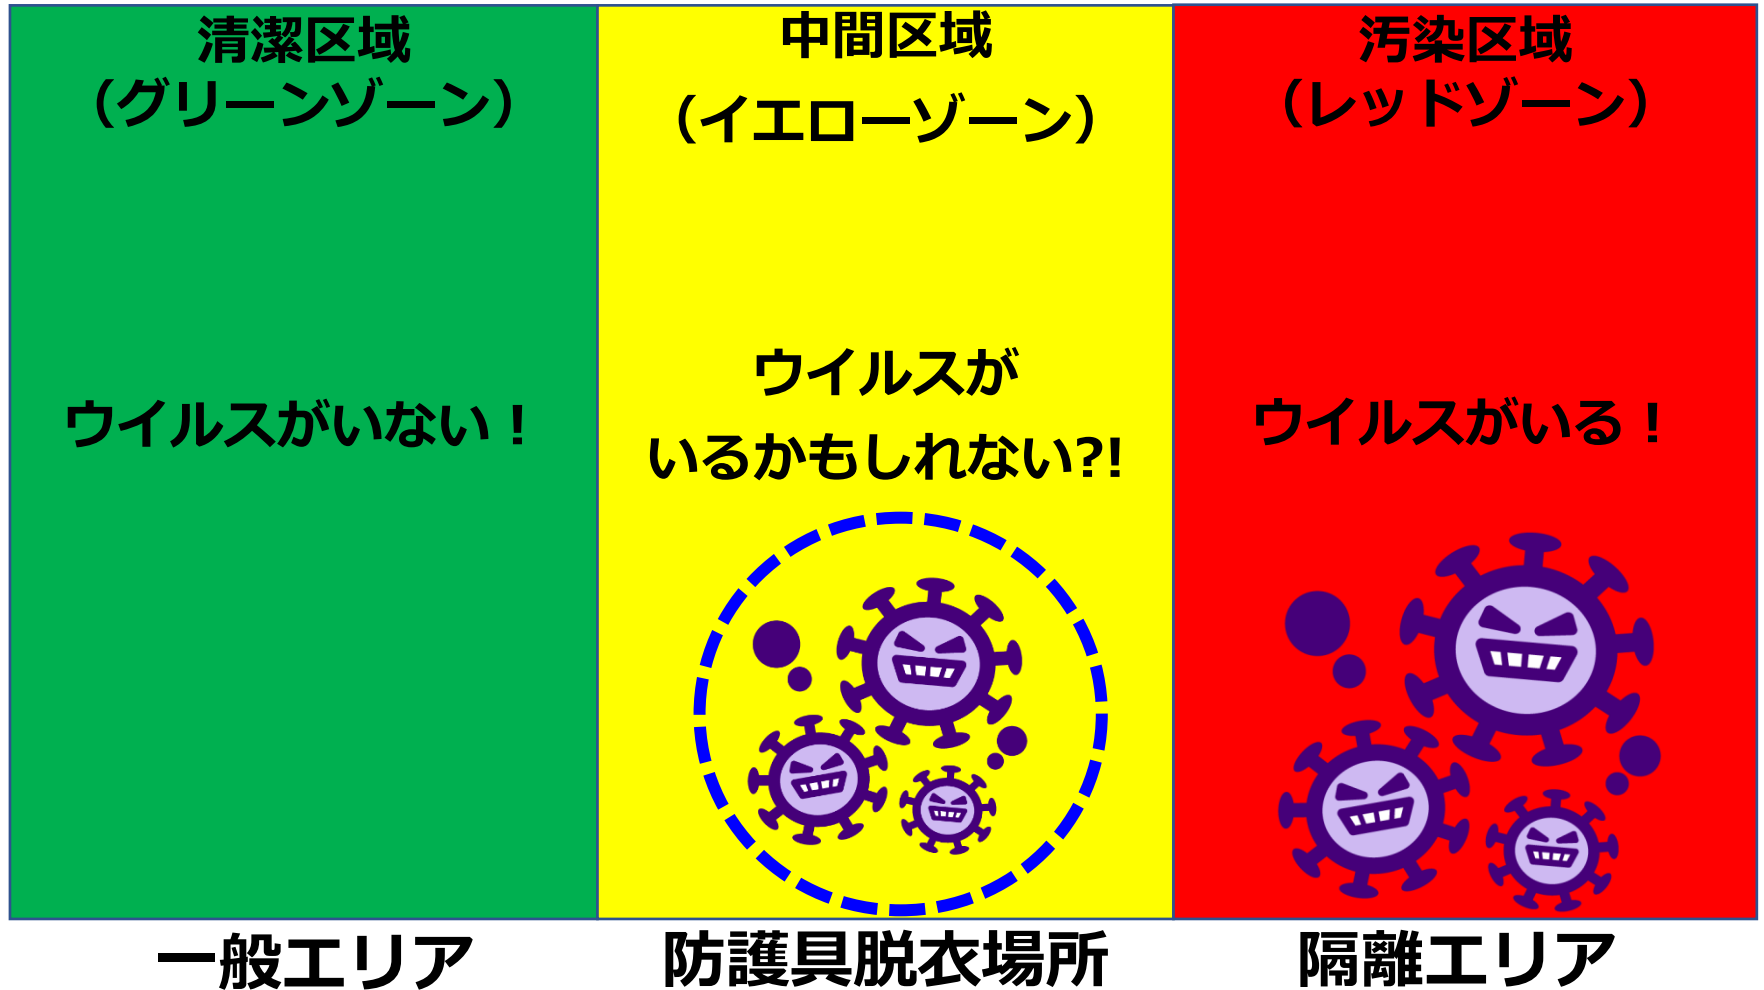 清潔区域
（グリーンゾーン）
ウイルスがいない！
一般エリア
中間区域
（イエローゾーン）
ウイルスが
いるかもしれない?!
防護具脱衣場所
汚染区域
（レッドゾーン）
ウイルスがいる！
隔離エリア